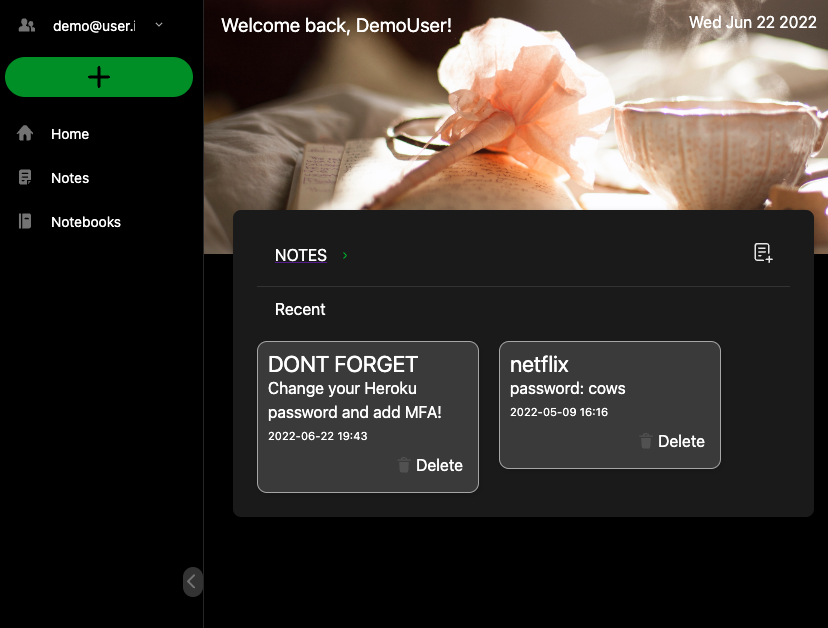 demo@user.i
Welcome back, DemoUser!
Wed Jun 22 2022
Home
Notes
Notebooks
NOTES
Recent
DONT FORGET
Change your Heroku
password and add MFA!
2022-06-22 19:43
Delete
netflix
password: cows
2022-05-09 16:16
Delete